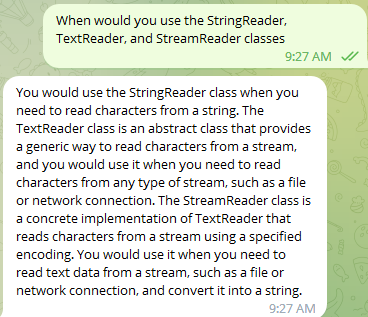 When would you use the StringReader,
TextReader, and StreamReader classes
9:27 AM
You would use the StringReader class when you
need to read characters from a string. The
TextReader class is an abstract class that provides
a generic way to read characters from a stream,
and you would use it when you need to read
characters from any type of stream, such as a file
or network connection. The StreamReader class is
a concrete implementation of TextReader that
reads characters from a stream using a specified
encoding. You would use it when you need to
read text data from a stream, such as a file or
network connection, and convert it into a string.
9:27 AM